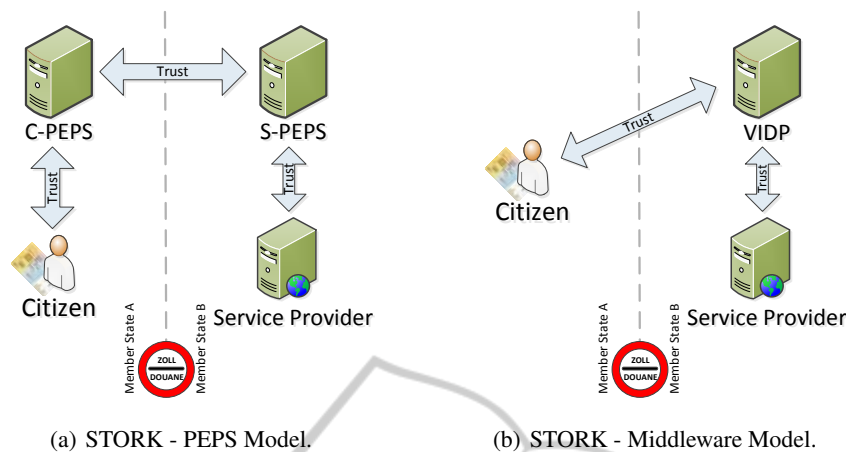 Trust
C-PEPS
S-PEPS
Trust
Trust
Citizen
Service Provider
Member State A
Member State B
ZOLL
DOUANE
(a) STORK - PEPS Model.
Trust
VIDP
Citizen
Trust
Service Provider
Member State A
Member State B
ZOLL
DOUANE
(b) STORK - Middleware Model.